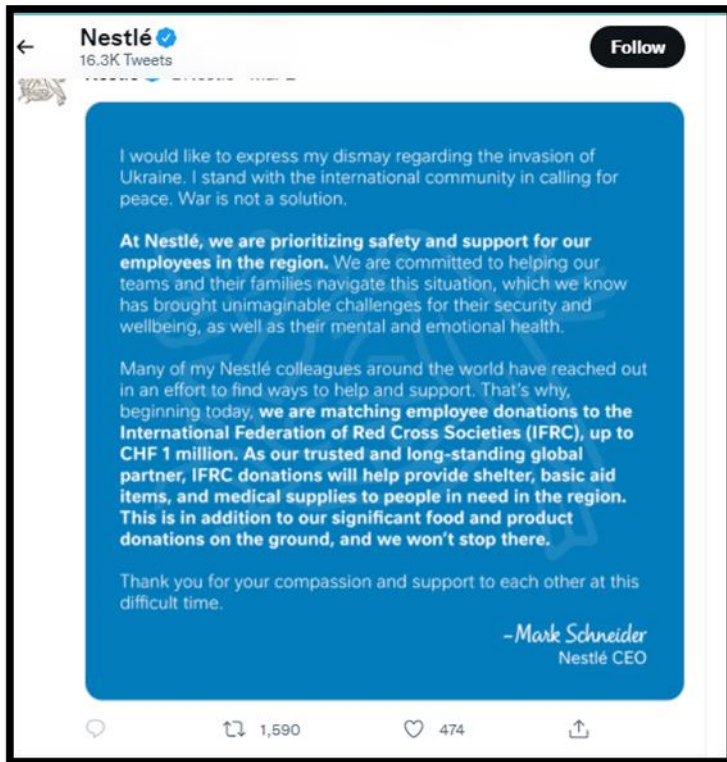 Nestlé
16.3K Tweets
Follow
I would like to express my dismay regarding the invasion of
Ukraine. I stand with the international community in calling for
peace. War is not a solution.
At Nestlé, we are prioritizing safety and support for our
employees in the region. We are committed to helping our
teams and their families navigate this situation, which we know
has brought unimaginable challenges for their security and
wellbeing, as well as their mental and emotional health.
Many of my Nestlé colleagues around the world have reached out
in an effort to find ways to help and support. That's why,
beginning today, we are matching employee donations to the
International Federation of Red Cross Societies (IFRC), up to
CHF 1 million. As our trusted and long-standing global
partner, IFRC donations will help provide shelter, basic aid
items, and medical supplies to people in need in the region.
This is in addition to our significant food and product
donations on the ground, and we won't stop there.
Thank you for your compassion and support to each other at this
difficult time.
–Mark Schneider
Nestlé CEO
1,590
474